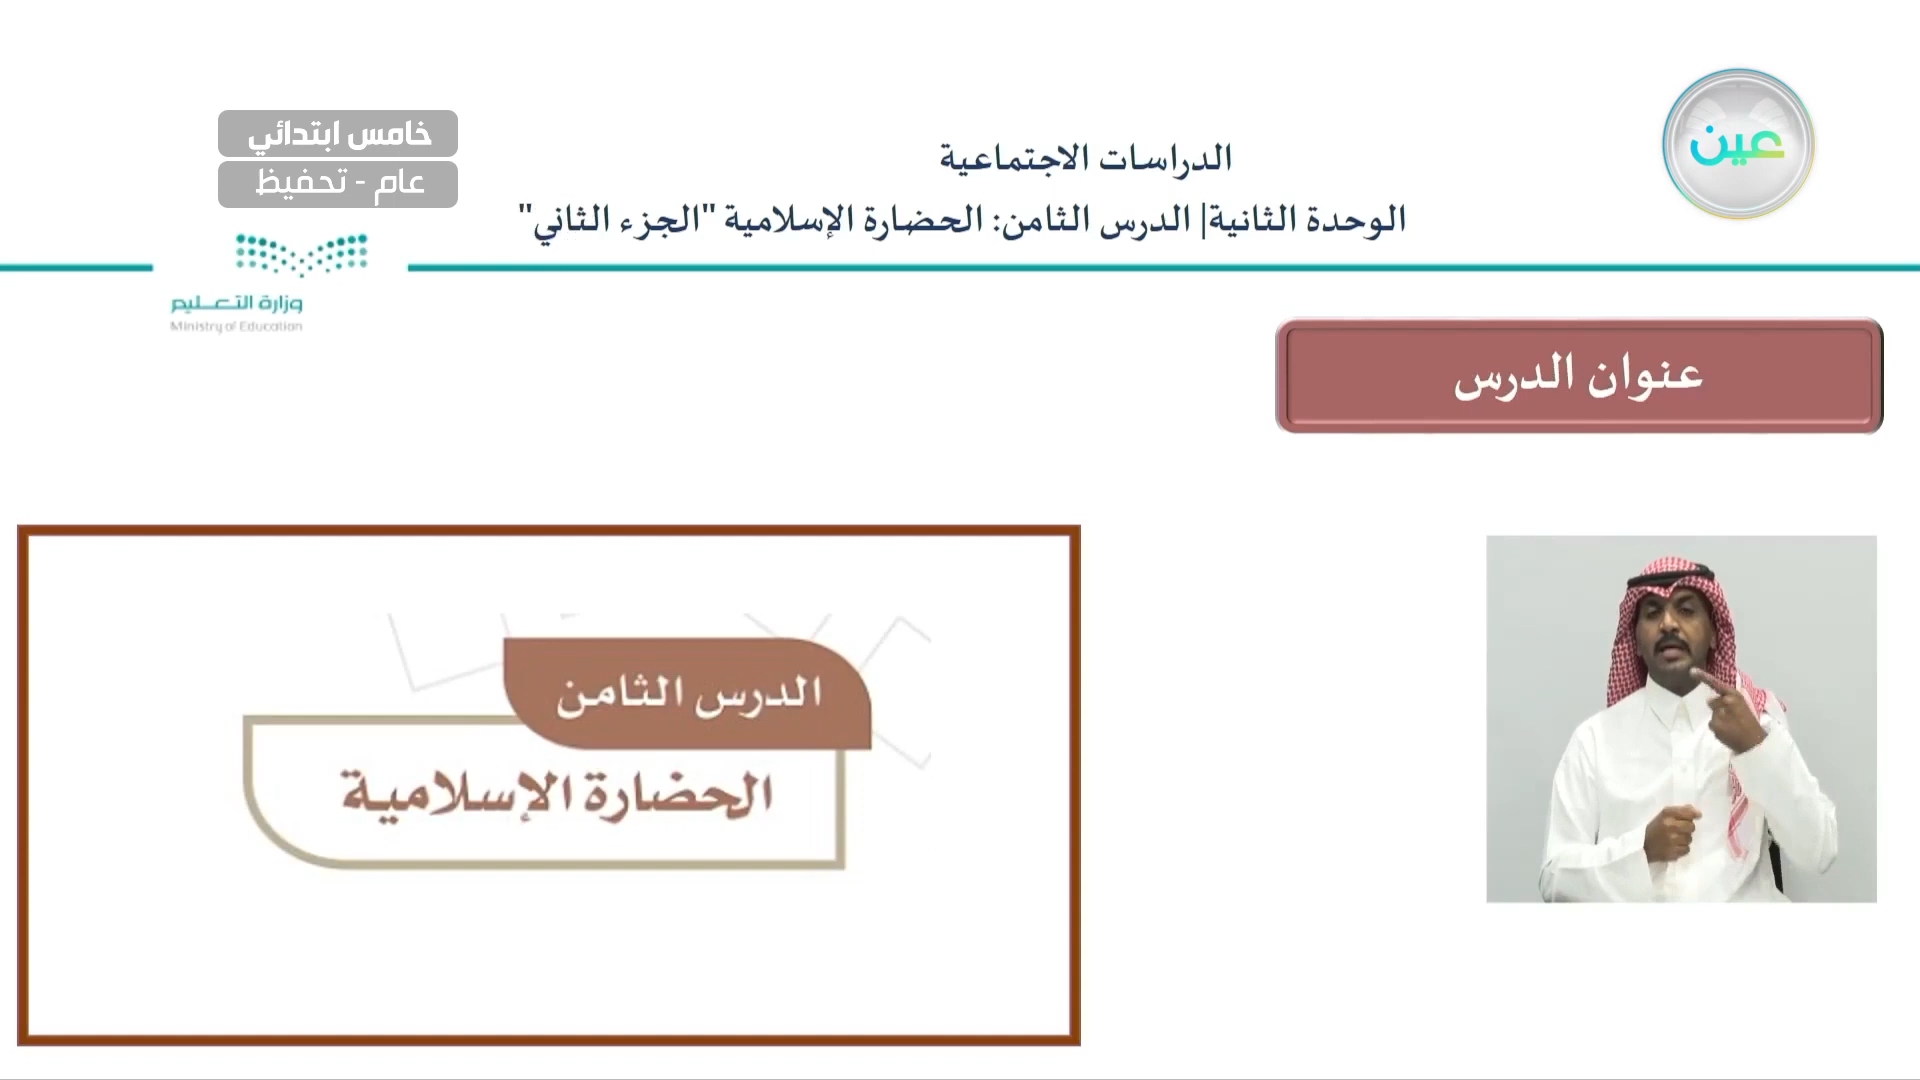 عين
خامس ابتدائي
عام - تحفيظ
الدراسات الاجتماعية
الوحدة الثانية| الدرس الثامن: الحضارة الإسلامية "الجزء الثاني"
وزارة التعليم
Ministry of Education
عنوان الدرس
الدرس الثامن
الحضارة الإسلامية